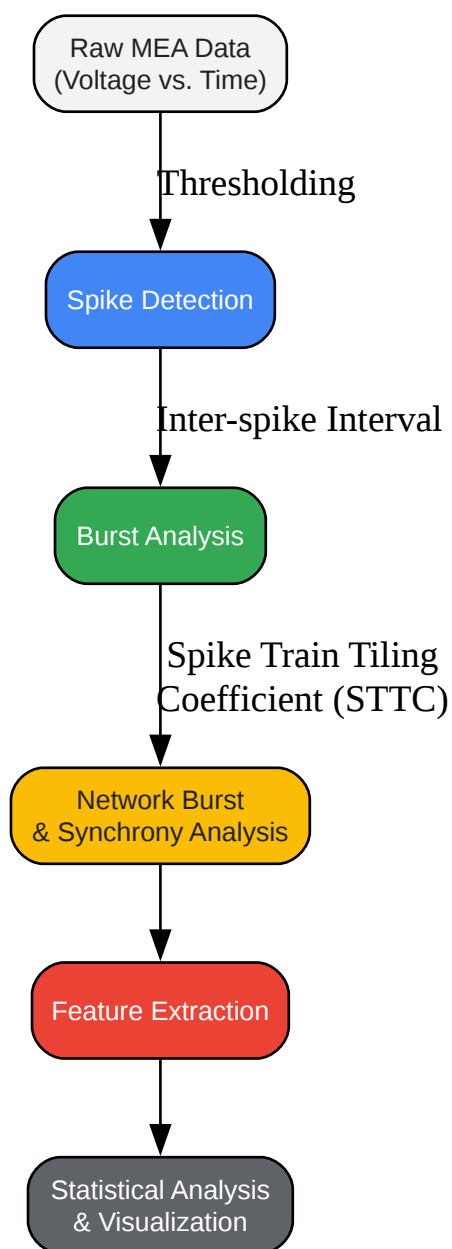 Raw MEA Data
(Voltage vs. Time)
Thresholding
Spike Detection
Inter-spike Interval
Burst Analysis
Spike Train Tiling
Coefficient (STTC)
Network Burst
& Synchrony Analysis
Feature Extraction
Statistical Analysis
& Visualization